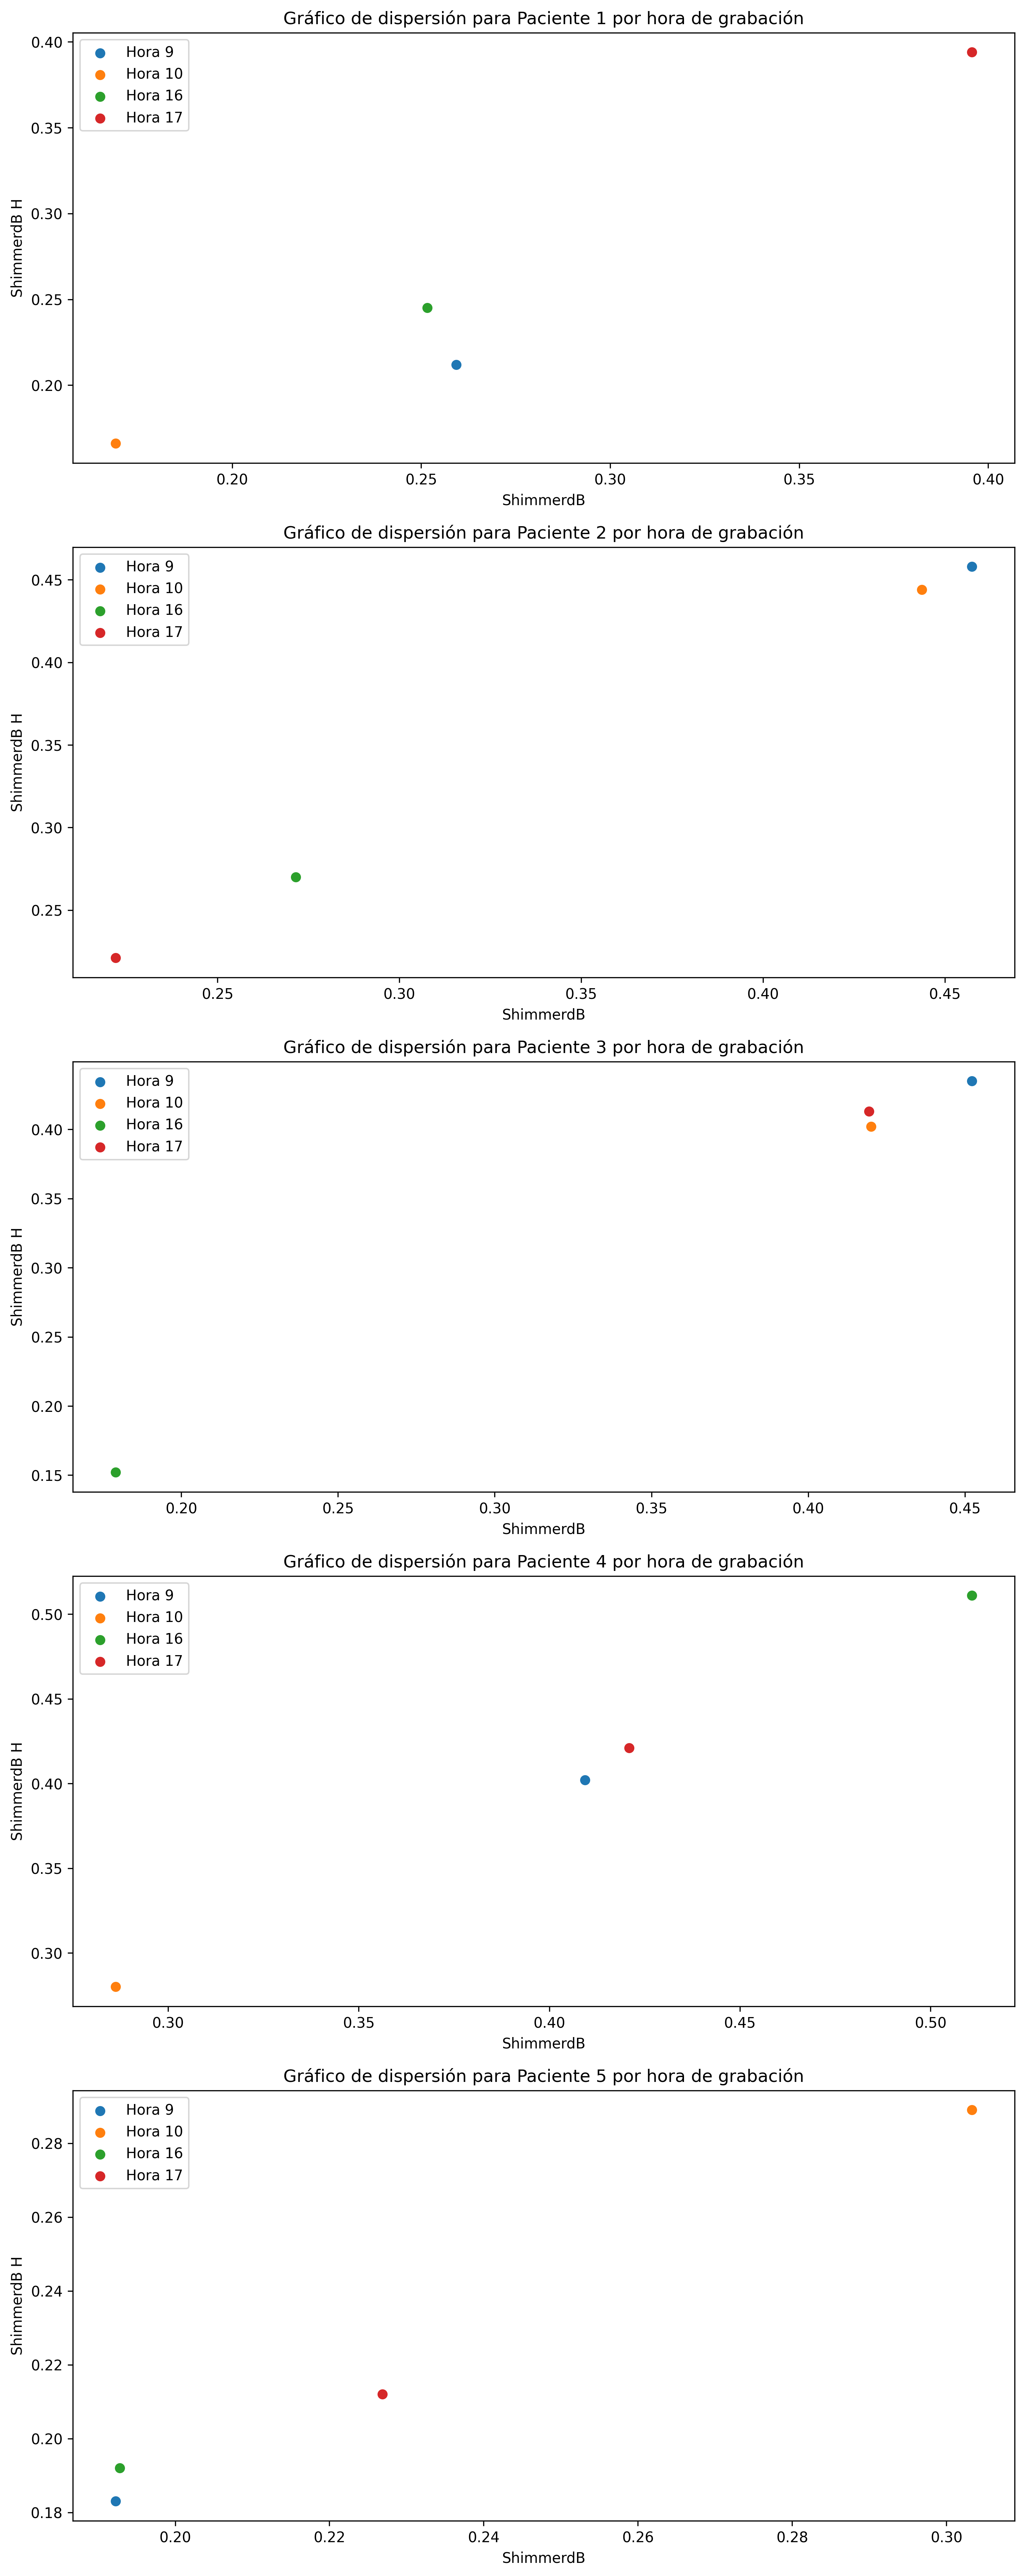 Gráfico de dispersión para Paciente 1 por hora de grabación
Hora 9
Hora 10
Hora 16
Hora 17
0.40
0.35
0.30
0.25
0.20
ShimmerdB H
0.20 0.25 0.30 0.35 0.40
ShimmerdB
Gráfico de dispersión para Paciente 2 por hora de grabación
Hora 9
Hora 10
Hora 16
Hora 17
0.45
0.40
0.35
0.30
0.25
ShimmerdB H
0.25 0.30 0.35 0.40 0.45
ShimmerdB
Gráfico de dispersión para Paciente 3 por hora de grabación
Hora 9
Hora 10
Hora 16
Hora 17
0.40
0.35
0.30
0.25
0.20
0.15
ShimmerdB H
0.20 0.25 0.30 0.35 0.40 0.45
ShimmerdB
Gráfico de dispersión para Paciente 4 por hora de grabación
Hora 9
Hora 10
Hora 16
Hora 17
0.50
0.45
0.40
0.35
0.30
ShimmerdB H
0.30 0.35 0.40 0.45 0.50
ShimmerdB
Gráfico de dispersión para Paciente 5 por hora de grabación
Hora 9
Hora 10
Hora 16
Hora 17
0.28
0.26
0.24
0.22
0.20
0.18
ShimmerdB H
0.20 0.22 0.24 0.26 0.28 0.30
ShimmerdB